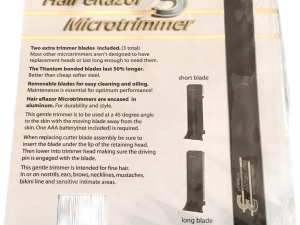 Hair eRazor
Microtrimmer
Two extra trimmer blades included. (3 total)
Most other microtrimmers aren't designed to have
replacement heads or last long enough to need them.
The Titanium bonded blades last 50% longer.
Better than cheap softer steel.
Removable blades for easy cleaning and oiling.
Maintenance is essential for optimum performance!
Hair eRazor Microtrimmers are encased in
aluminum. For durability and style.
This gentle trimmer is to be used at a 45 degree angle
to the skin with the moving blade away from the
skin. One AAA battery(not included) is required.
When replacing cutter blade assembly be sure to
insert the blade under the lip of the retaining head.
Then lower into trimmer head making sure the driving
pin is engaged with the blade.
This gentle trimmer is intended for fine hair.
In or on nostrils, ears, brows, necklines, mustaches,
bikini line and sensitive intimate areas.
short blade
long blade